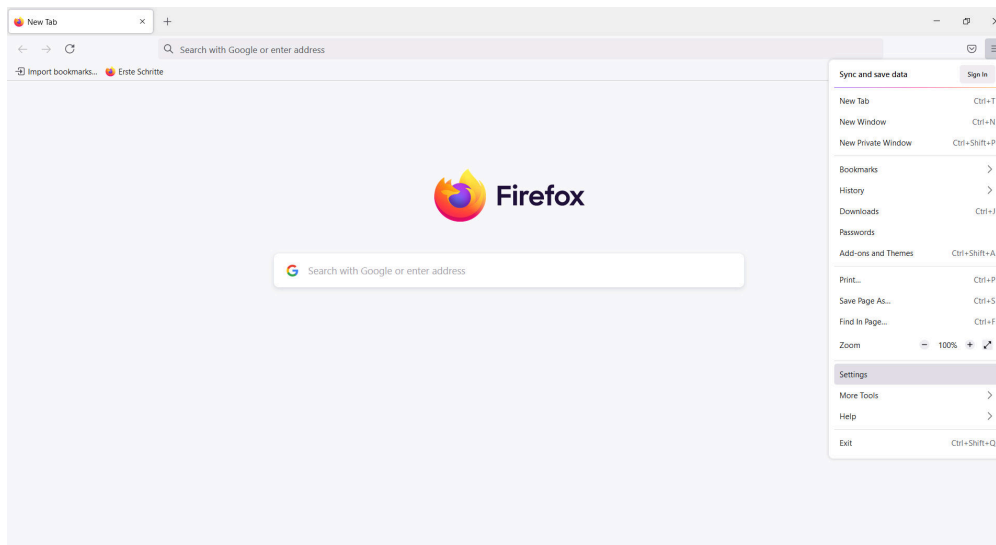 New Tab
Search with Google or enter address
Import bookmarks... Erste Schritte
Sync and save data Sign In
New Tab Ctrl+T
New Window Ctrl+N
New Private Window Ctrl+Shift+P
Bookmarks
History
Downloads Ctrl+J
Passwords
Add-ons and Themes Ctrl+Shift+A
Print... Ctrl+P
Save Page As... Ctrl+S
Find In Page... Ctrl+F
Zoom 100%
Settings
More Tools
Help
Exit Ctrl+Shift+Q
Firefox
Search with Google or enter address